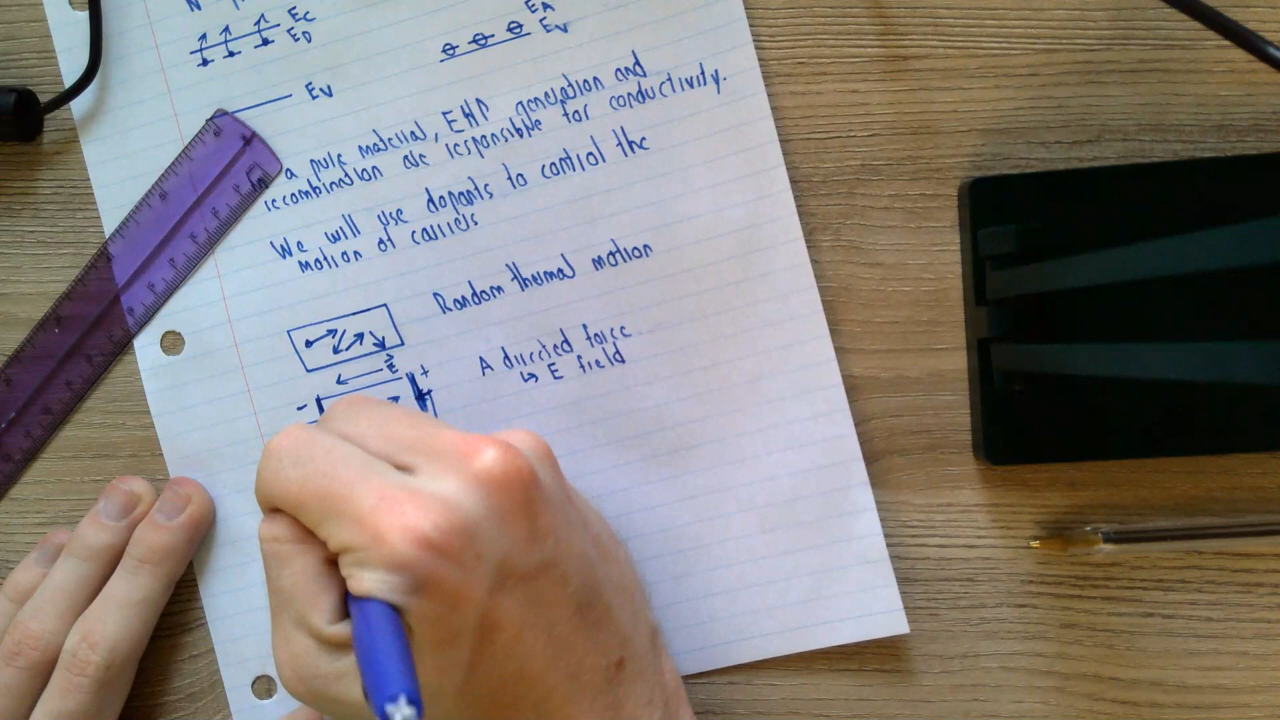 N
Ec
ED
EA
Ev
Ev
a pure material, EHP generation and
recombination are responsible for conductivity.
We will use dopants to control the
motion of carriers
Random thermal motion
E
+
-
A directed force
↳ E field